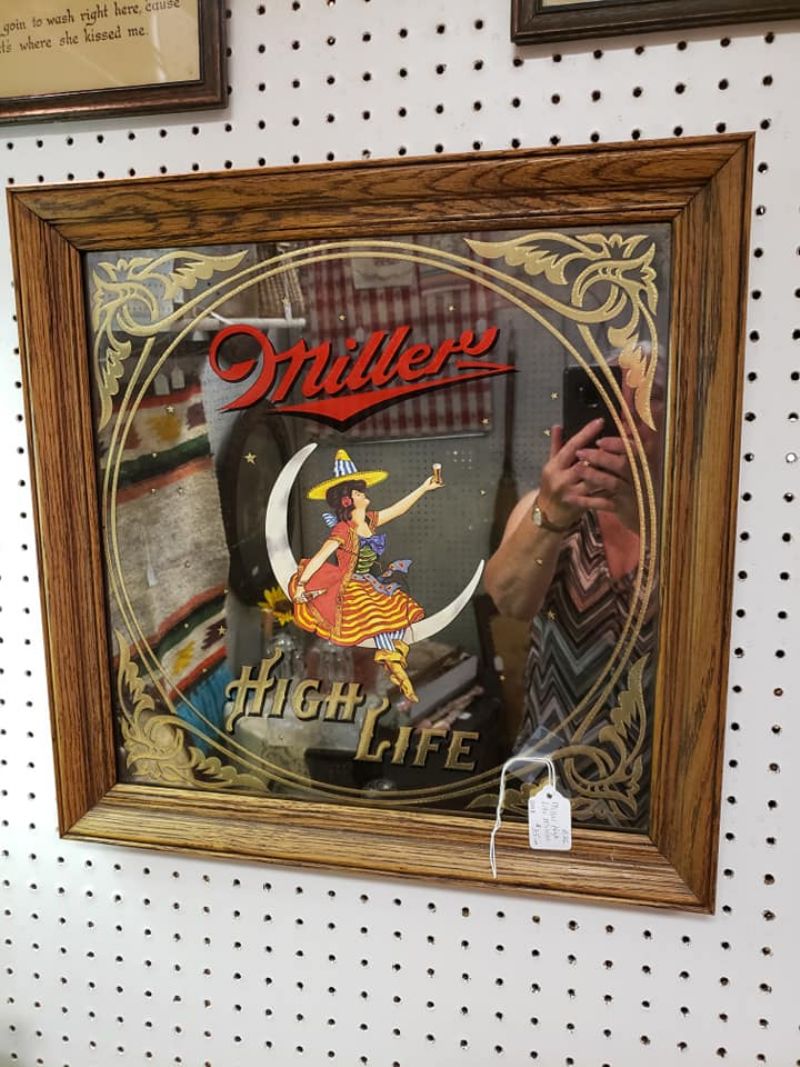 goin to wash right here, cause
where she kissed me.
Miller
HIGH LIFE